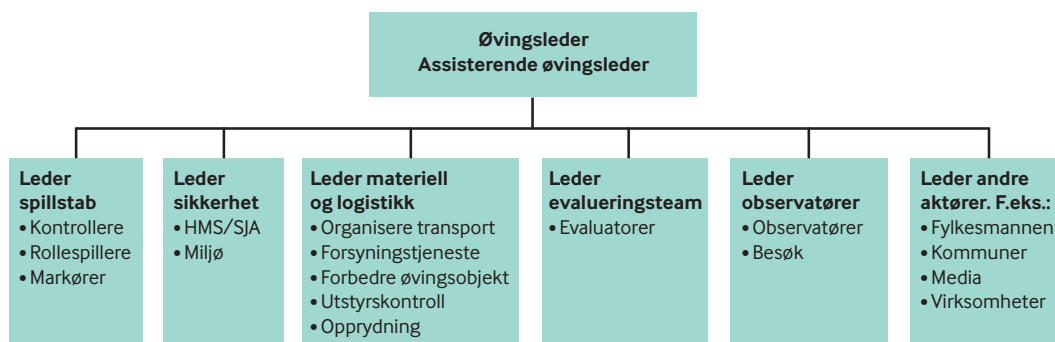 Øvingsleder
Assisterende øvingsleder
Leder
spillstab
• Kontrollere
• Rollespillere
• Markører
Leder
sikkerhet
• HMS/SJA
• Miljø
Leder materiell
og logistikk
• Organisere transport
• Forsyningstjeneste
• Forbedre øvingsobjekt
• Utstyrskontroll
• Opprydning
Leder
evalueringsteam
• Evaluatorer
Leder
observatører
• Observatører
• Besøk
Leder andre
aktører. F.eks.:
• Fylkesmannen
• Kommuner
• Media
• Virksomheter